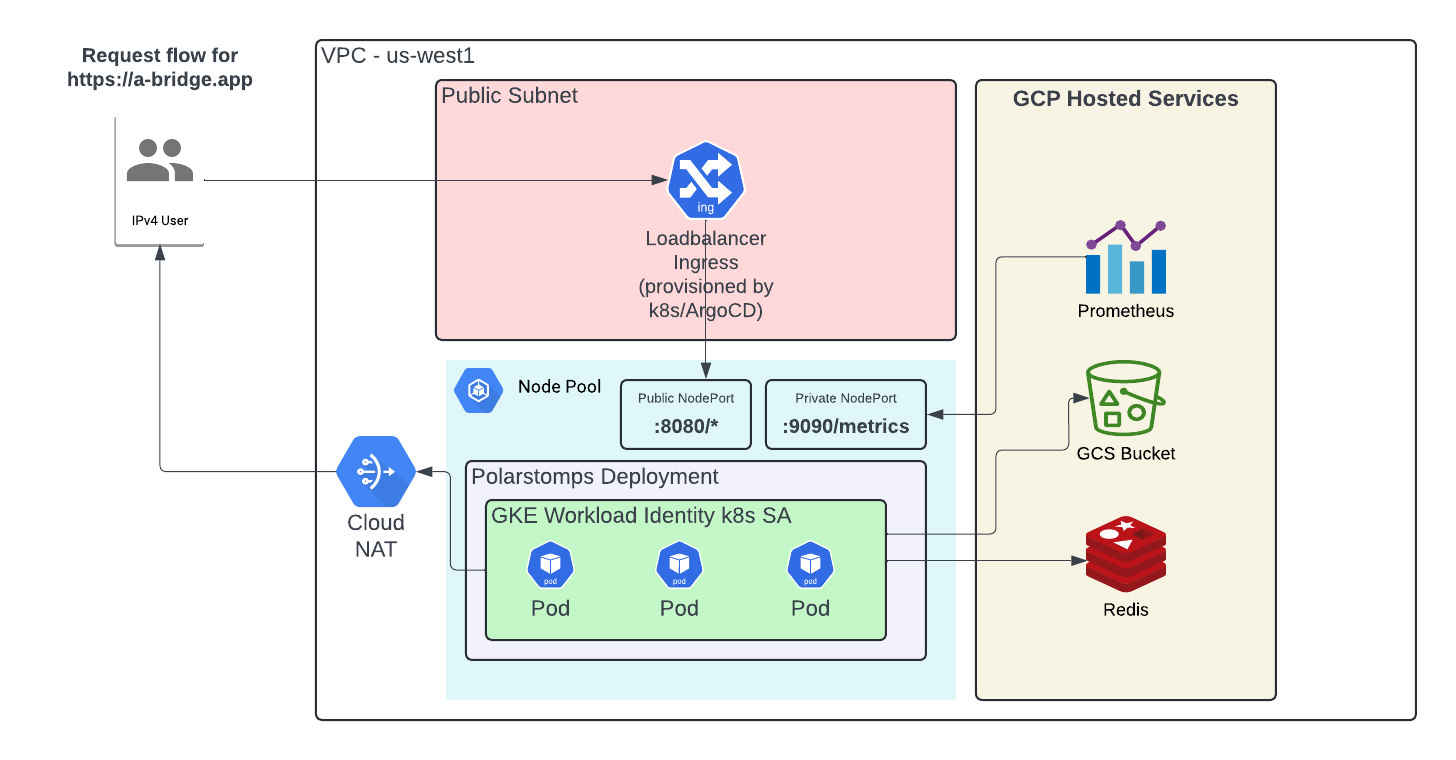 Request flow for
https://a-bridge.app
IPv4 User
VPC - us-west1
Public Subnet
ing
Loadbalancer
Ingress
(provisioned by
k8s/ArgoCD)
GCP Hosted Services
Prometheus
GCS Bucket
Redis
Node Pool
Public NodePort
:8080/*
Private NodePort
:9090/metrics
Cloud
NAT
Polarstomps Deployment
GKE Workload Identity k8s SA
pod
Pod
pod
Pod
pod
Pod